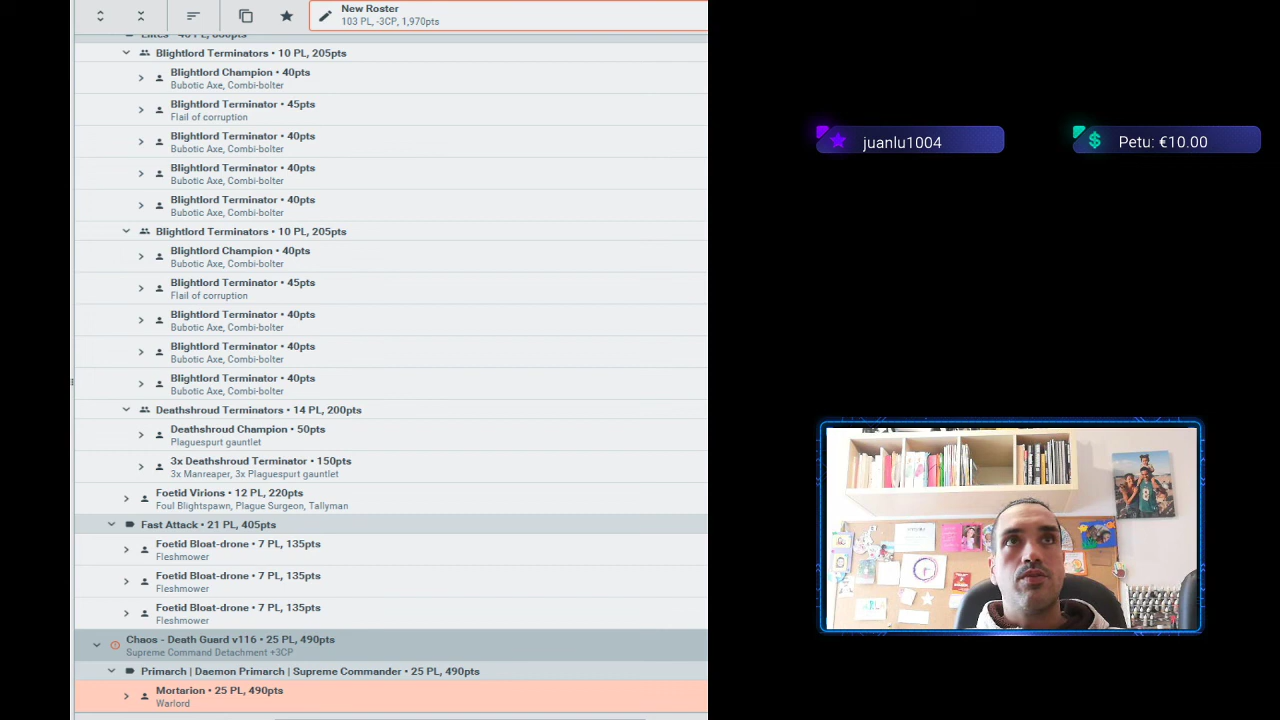 New Roster
103 PL, -3CP, 1,970pts
Blightlord Terminators • 10 PL, 205pts
Blightlord Champion • 40pts
Bubotic Axe, Combi-bolter
Blightlord Terminator • 45pts
Flail of corruption
Blightlord Terminator • 40pts
Bubotic Axe, Combi-bolter
Blightlord Terminator • 40pts
Bubotic Axe, Combi-bolter
Blightlord Terminator • 40pts
Bubotic Axe, Combi-bolter
Blightlord Terminators • 10 PL, 205pts
Blightlord Champion • 40pts
Bubotic Axe, Combi-bolter
Blightlord Terminator • 45pts
Flail of corruption
Blightlord Terminator • 40pts
Bubotic Axe, Combi-bolter
Blightlord Terminator • 40pts
Bubotic Axe, Combi-bolter
Blightlord Terminator • 40pts
Bubotic Axe, Combi-bolter
Deathshroud Terminators • 14 PL, 200pts
Deathshroud Champion • 50pts
Plaguespurt gauntlet
3x Deathshroud Terminator • 150pts
3x Manreaper, 3x Plaguespurt gauntlet
Foetid Virions • 12 PL, 220pts
Foul Blightspawn, Plague Surgeon, Tallyman
Fast Attack • 21 PL, 405pts
Foetid Bloat-drone • 7 PL, 135pts
Fleshmower
Foetid Bloat-drone • 7 PL, 135pts
Fleshmower
Foetid Bloat-drone • 7 PL, 135pts
Fleshmower
Chaos - Death Guard v116 • 25 PL, 490pts
Supreme Command Detachment +3CP
Primarch | Daemon Primarch | Supreme Commander • 25 PL, 490pts
Mortarion • 25 PL, 490pts
Warlord
juanlu1004
Petu: €10.00